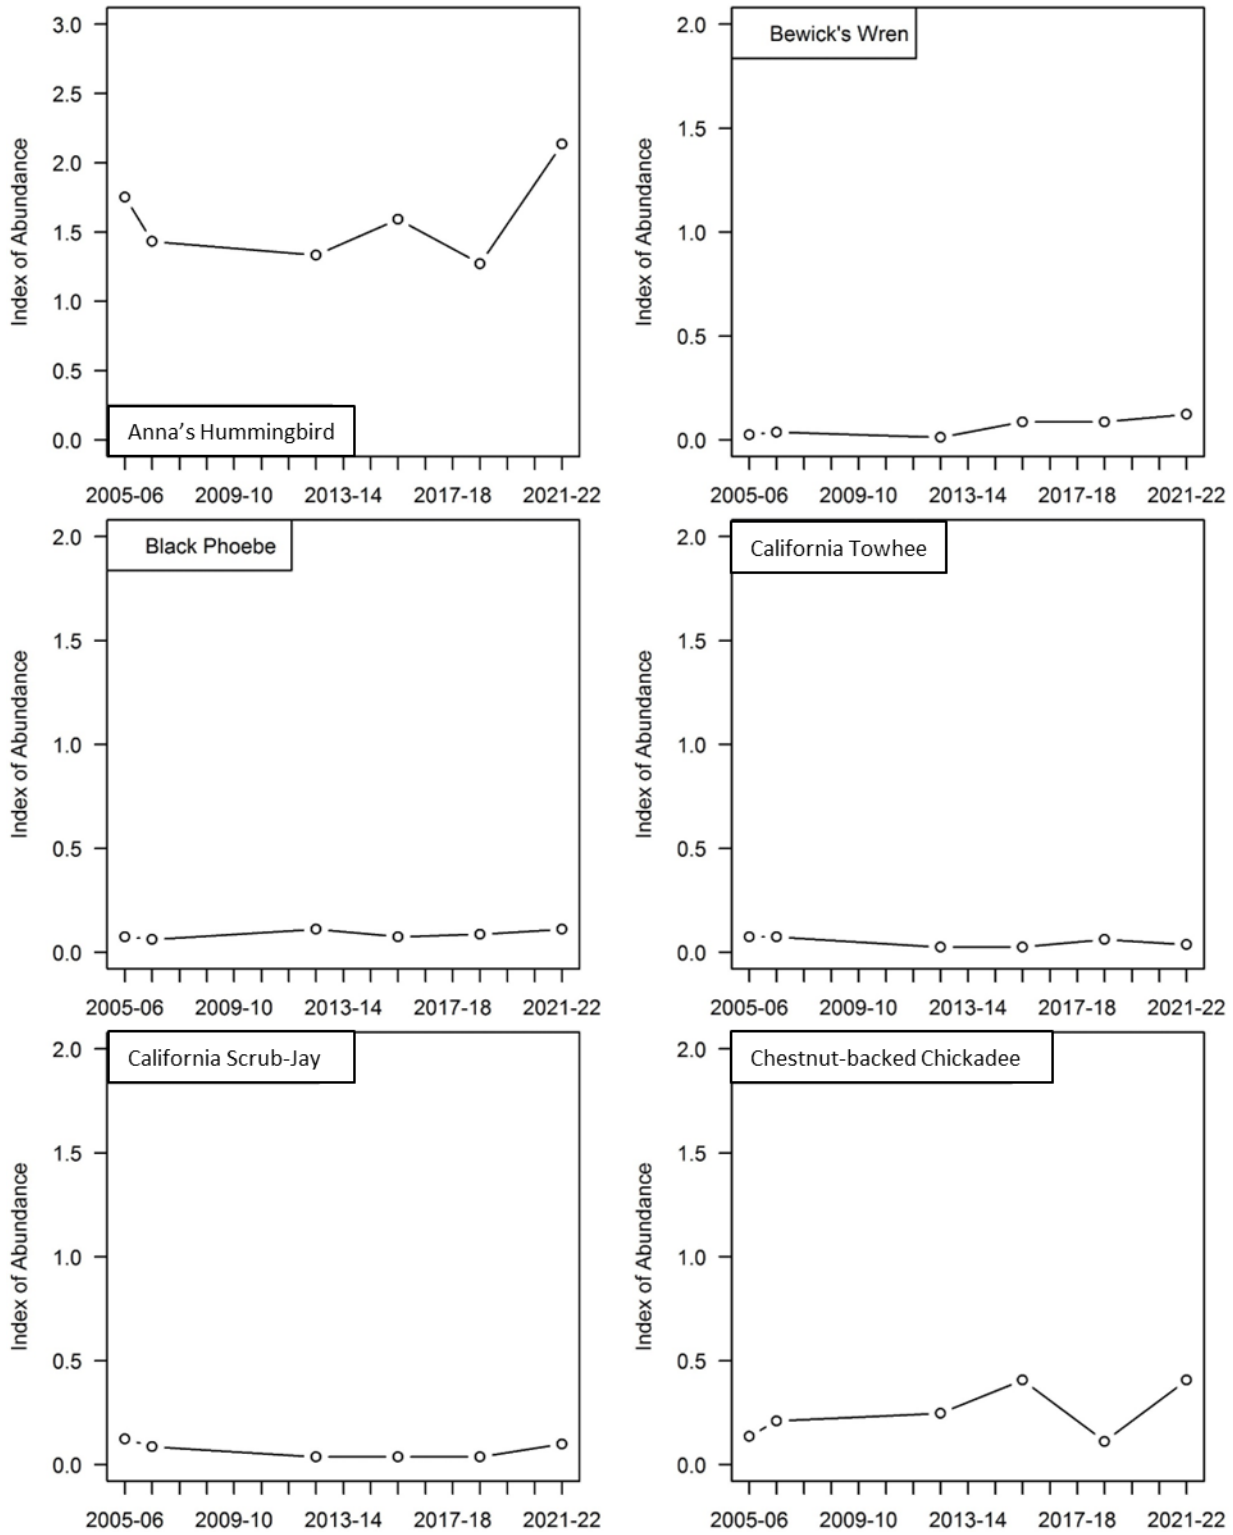 Anna's Hummingbird
Index of Abundance
3.0
2.5
2.0
1.5
1.0
0.5
0.0
2005-06 2009-10 2013-14 2017-18 2021-22
Bewick's Wren
Index of Abundance
2.0
1.5
1.0
0.5
0.0
2005-06 2009-10 2013-14 2017-18 2021-22
Black Phoebe
Index of Abundance
2.0
1.5
1.0
0.5
0.0
2005-06 2009-10 2013-14 2017-18 2021-22
California Towhee
Index of Abundance
2.0
1.5
1.0
0.5
0.0
2005-06 2009-10 2013-14 2017-18 2021-22
California Scrub-Jay
Index of Abundance
2.0
1.5
1.0
0.5
0.0
2005-06 2009-10 2013-14 2017-18 2021-22
Chestnut-backed Chickadee
Index of Abundance
2.0
1.5
1.0
0.5
0.0
2005-06 2009-10 2013-14 2017-18 2021-22